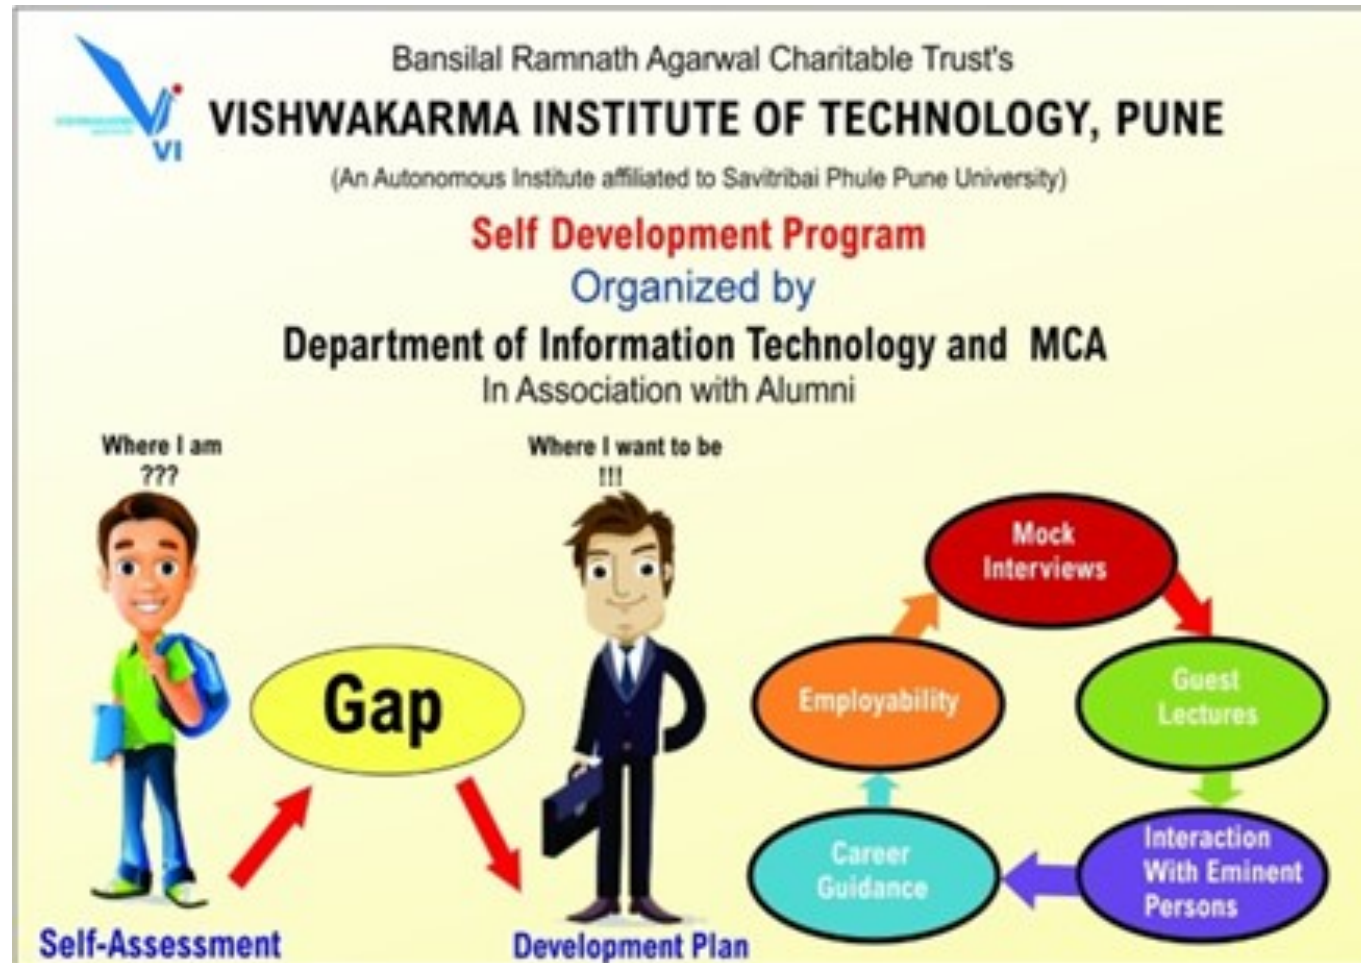 Bansilal Ramnath Agarwal Charitable Trust's
VISHWAKARMA INSTITUTE OF TECHNOLOGY, PUNE
VI
(An Autonomous Institute affiliated to Savitribai Phule Pune University)
Self Development Program
Organized by
Department of Information Technology and MCA
In Association with Alumni
Where I am
???
Where I want to be
!!!
Gap
Self-Assessment
Development Plan
Mock
Interviews
Guest
Lectures
Interaction
With Eminent
Persons
Career
Guidance
Employability